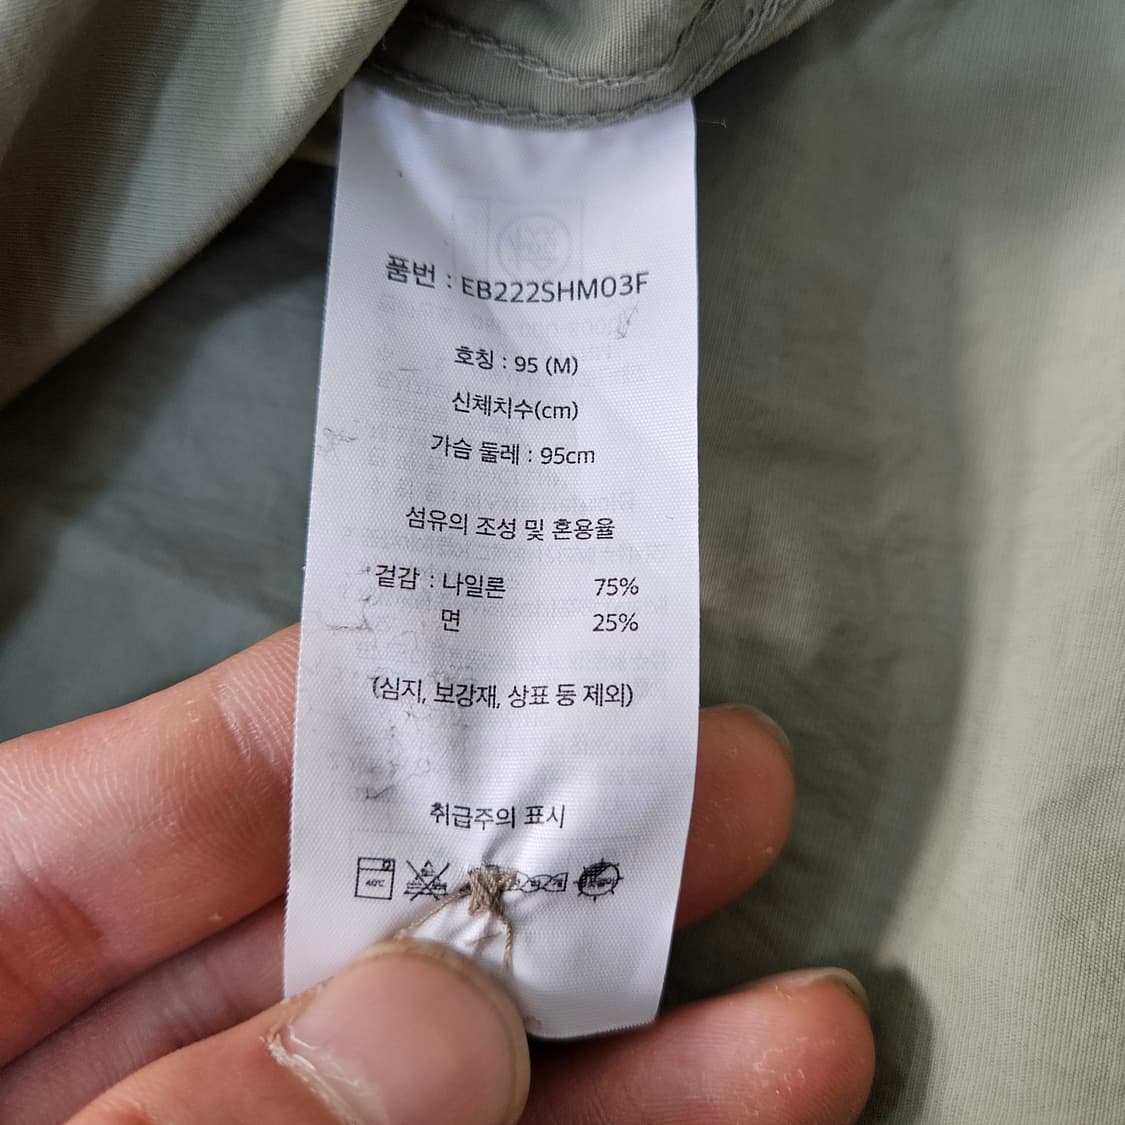 품번 : EB222SHM03F
호칭 : 95 (M)
신체치수(cm)
가슴 둘레 : 95cm
섬유의 조성 및 혼용율
겉감 : 나일론 75%
면 25%
(심지, 보강재, 상표 등 제외)
취급주의 표시
40℃